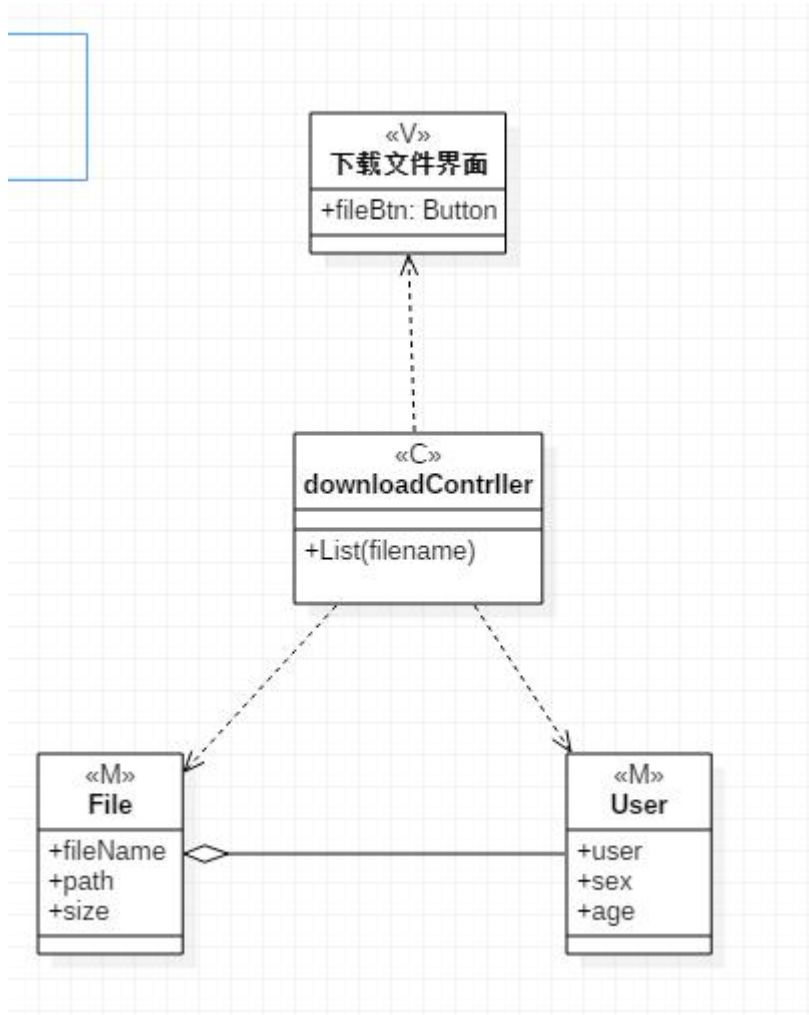 «V»
下载文件界面
+fileBtn: Button
«C»
downloadContrller
+List(filename)
«M»
File
+fileName
+path
+size
«M»
User
+user
+sex
+age